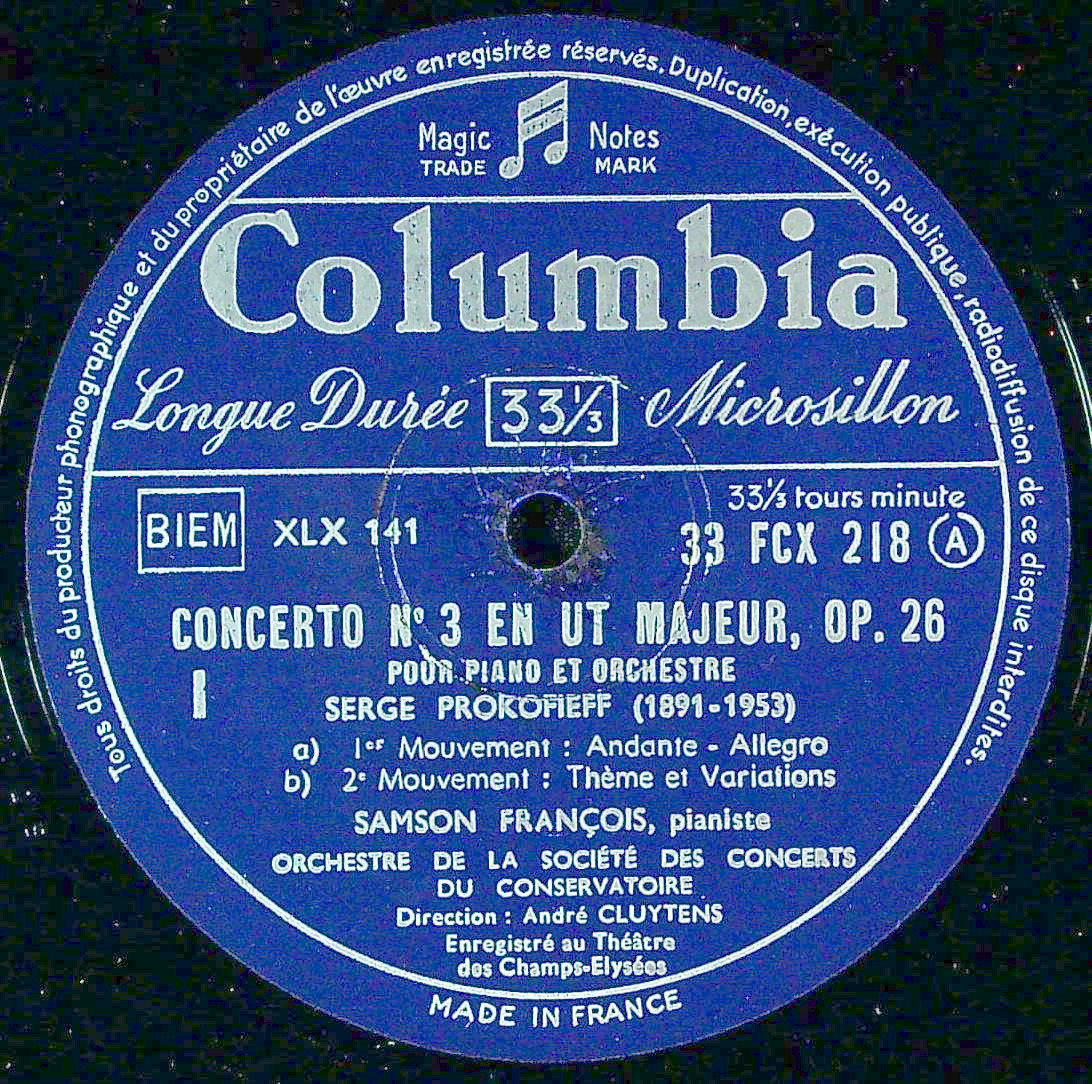 Tous droits du producteur phonographique et du propriétaire de l'œuvre enregistrée réservés. Duplication, exécution publique, radiodiffusion de ce disque interdites.
Magic Notes
TRADE MARK
Columbia
Longue Durée 33⅓ Microsillon
33⅓ tours minute
BIEM XLX 141 33 FCX 218 A
CONCERTO Nº 3 EN UT MAJEUR, OP. 26
POUR PIANO ET ORCHESTRE
I SERGE PROKOFIEFF (1891-1953)
a) 1er Mouvement : Andante - Allegro
b) 2e Mouvement : Thème et Variations
SAMSON FRANÇOIS, pianiste
ORCHESTRE DE LA SOCIÉTÉ DES CONCERTS
DU CONSERVATOIRE
Direction : André CLUYTENS
Enregistré au Théâtre
des Champs-Elysées
MADE IN FRANCE